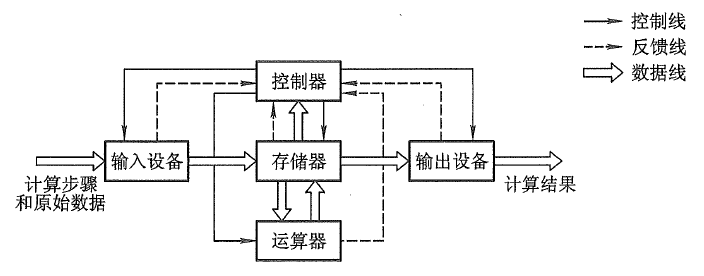 控制线
反馈线
数据线
控制器
输入设备
存储器
输出设备
计算步骤
和原始数据
计算结果
运算器